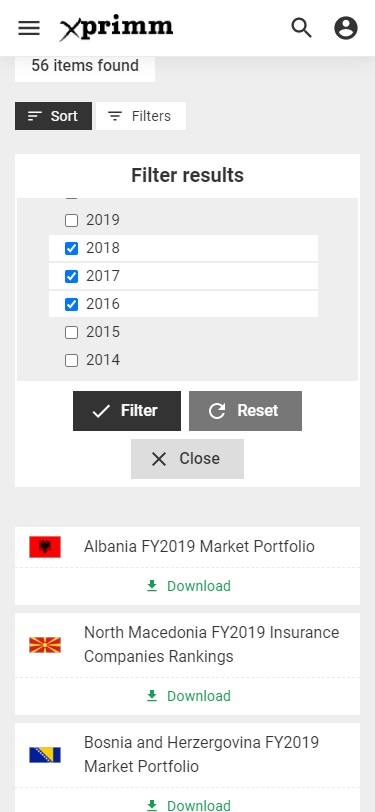 xprimm
56 items found
Sort
Filters
Filter results
2019
2018
2017
2016
2015
2014
Filter
Reset
Close
Albania FY2019 Market Portfolio
Download
North Macedonia FY2019 Insurance
Companies Rankings
Download
Bosnia and Herzergovina FY2019
Market Portfolio
Download